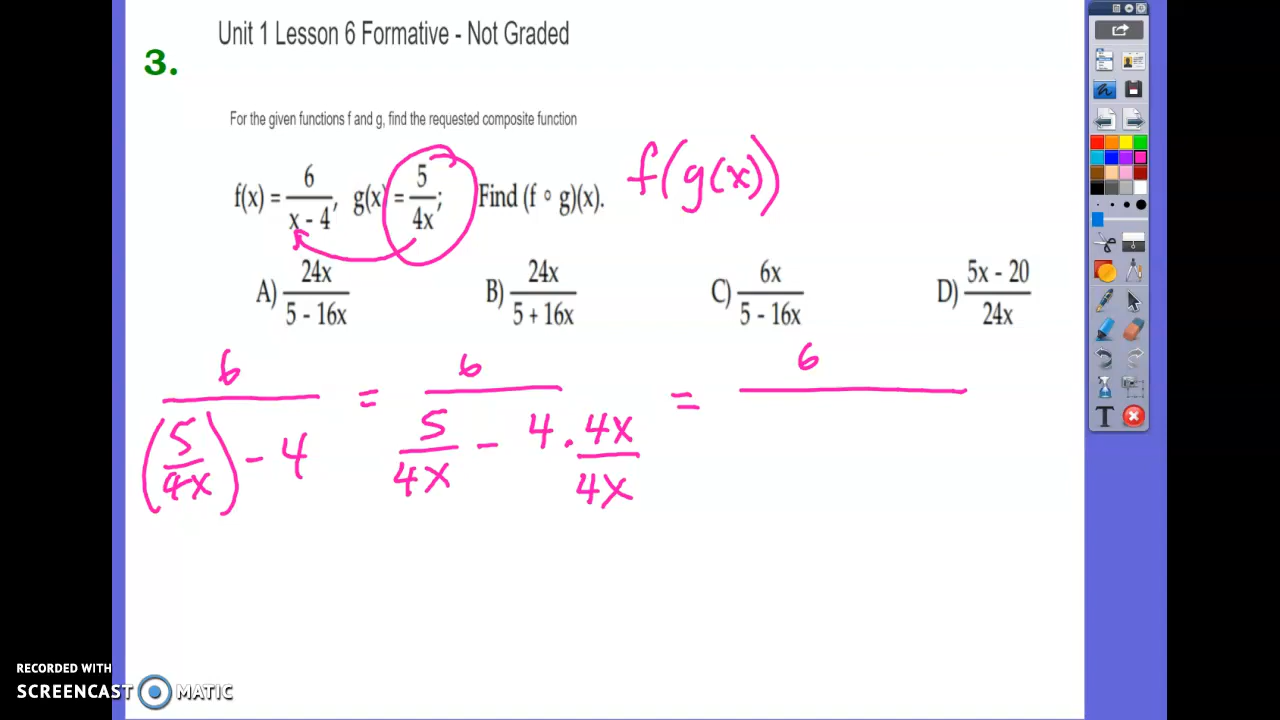 Unit 1 Lesson 6 Formative - Not Graded
3.
For the given functions f and g, find the requested composite function
f(x) = 6/(x - 4), g(x) = 5/(4x); Find (f ∘ g)(x). f(g(x))
A) 24x/(5 - 16x) B) 24x/(5 + 16x) C) 6x/(5 - 16x) D) (5x - 20)/(24x)
6/((5/4x) - 4) = 6/(5/4x - 4 · 4x/4x) = 6/
T
RECORDED WITH
SCREENCAST MATIC